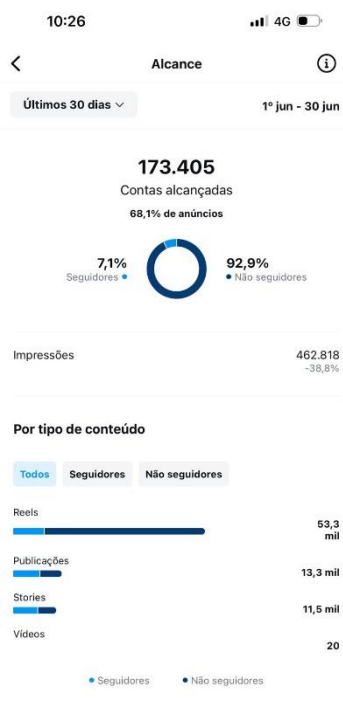 10:26
4G
Alcance
Últimos 30 dias
1º jun - 30 jun
173.405
Contas alcançadas
68,1% de anúncios
7,1%
Seguidores
92,9%
Não seguidores
Impressões
462.818
-38,8%
Por tipo de conteúdo
Todos
Seguidores
Não seguidores
Reels
53,3
mil
Publicações
13,3 mil
Stories
11,5 mil
Vídeos
20
Seguidores
Não seguidores